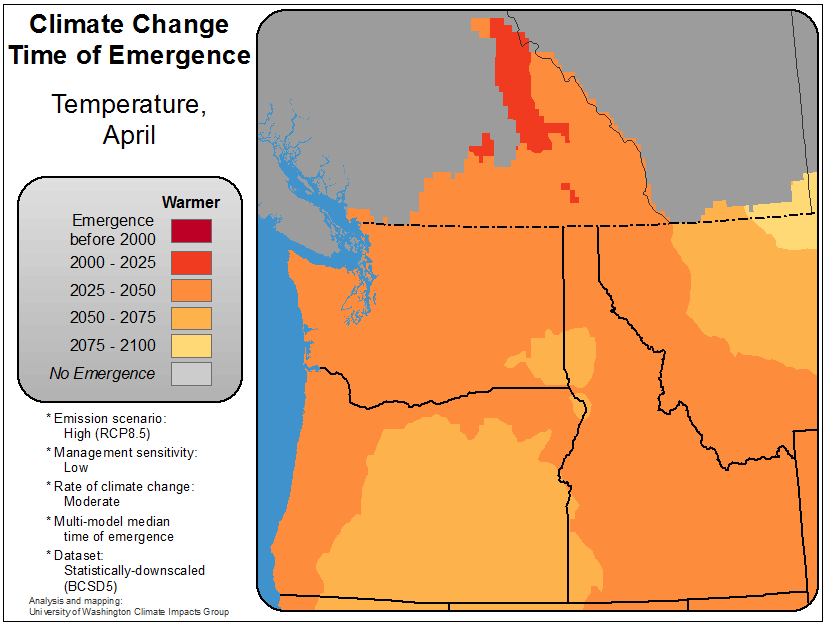 Climate Change
Time of Emergence
Temperature,
April
Warmer
Emergence
before 2000
2000 - 2025
2025 - 2050
2050 - 2075
2075 - 2100
No Emergence
* Emission scenario:
High (RCP8.5)
* Management sensitivity:
Low
* Rate of climate change:
Moderate
* Multi-model median
time of emergence
* Dataset:
Statistically-downscaled
(BCSD5)
Analysis and mapping:
University of Washington Climate Impacts Group